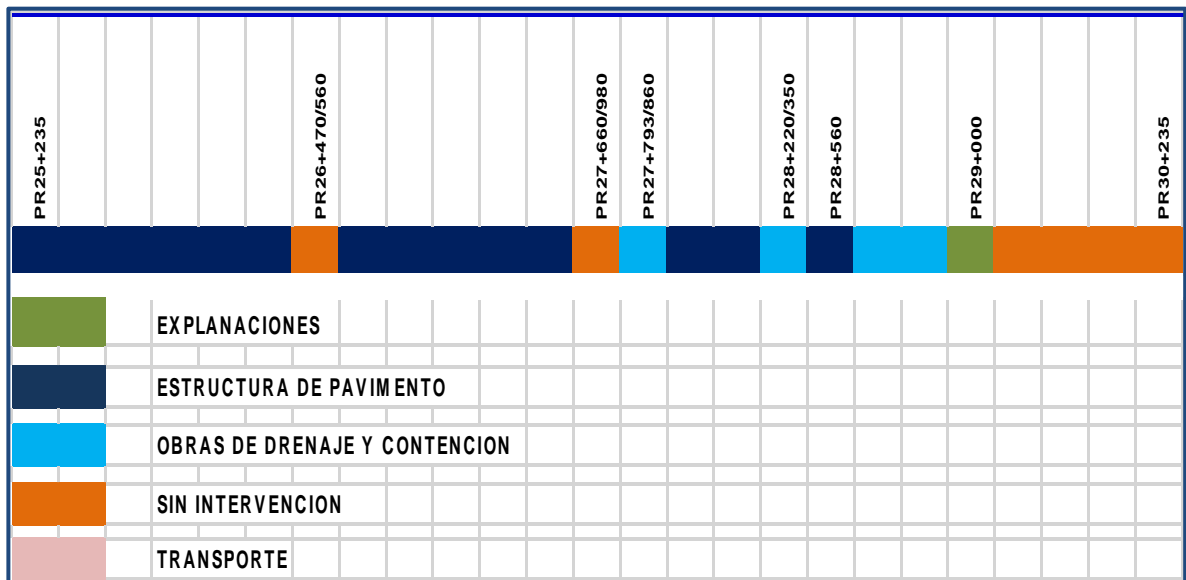 PR25+235
PR26+470/560
PR27+660/980
PR27+793/860
PR28+220/350
PR28+560
PR29+000
PR30+235
EXPLANACIONES
ESTRUCTURA DE PAVIMENTO
OBRAS DE DRENAJE Y CONTENCION
SIN INTERVENCION
TRANSPORTE